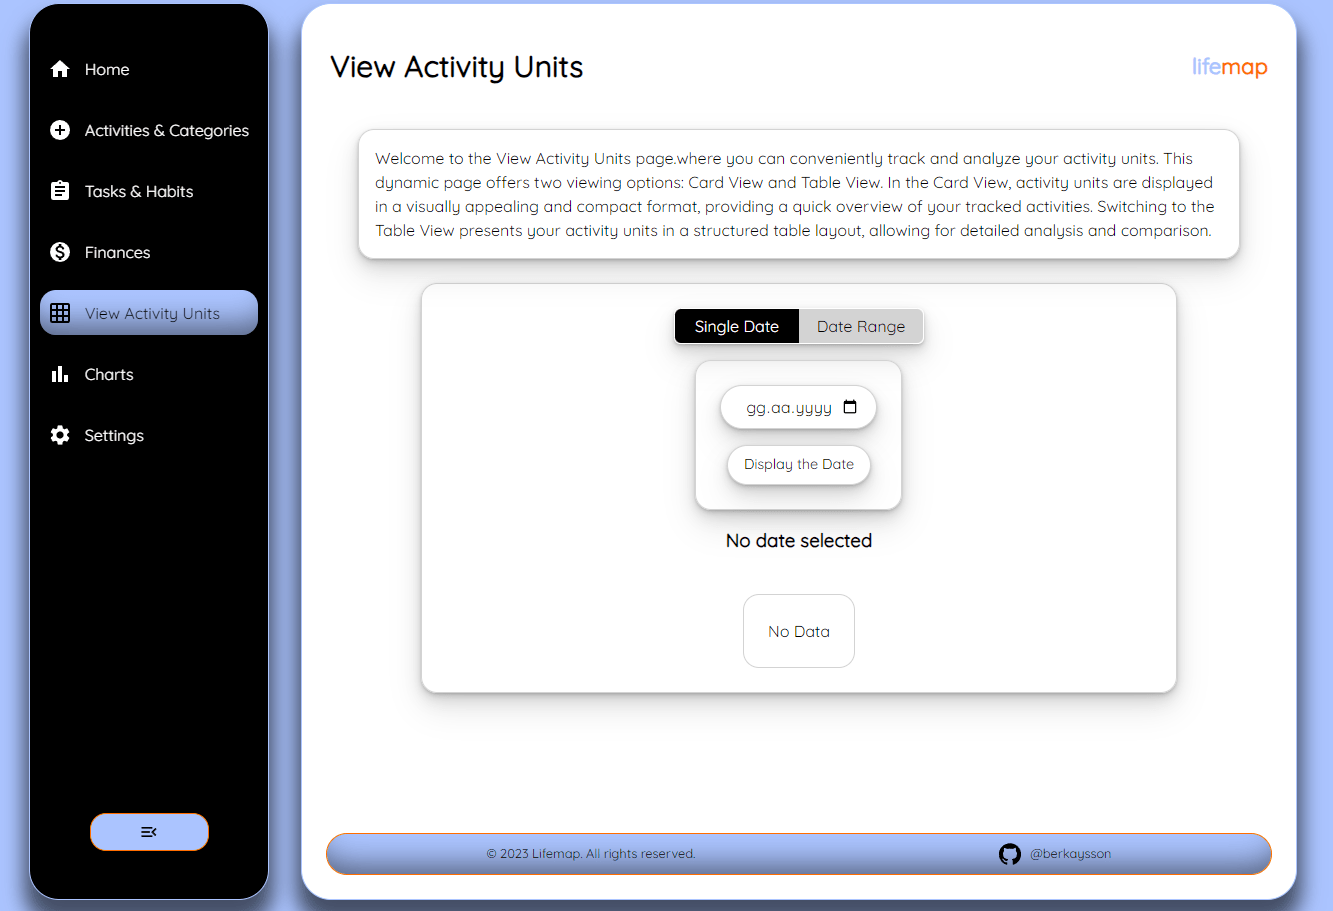 Home
Activities & Categories
Tasks & Habits
Finances
View Activity Units
Charts
Settings
View Activity Units
lifemap
Welcome to the View Activity Units page.where you can conveniently track and analyze your activity units. This
dynamic page offers two viewing options: Card View and Table View. In the Card View, activity units are displayed
in a visually appealing and compact format, providing a quick overview of your tracked activities. Switching to the
Table View presents your activity units in a structured table layout, allowing for detailed analysis and comparison.
Single Date Date Range
gg.aa.yyyy
Display the Date
No date selected
No Data
© 2023 Lifemap. All rights reserved. @berkaysson